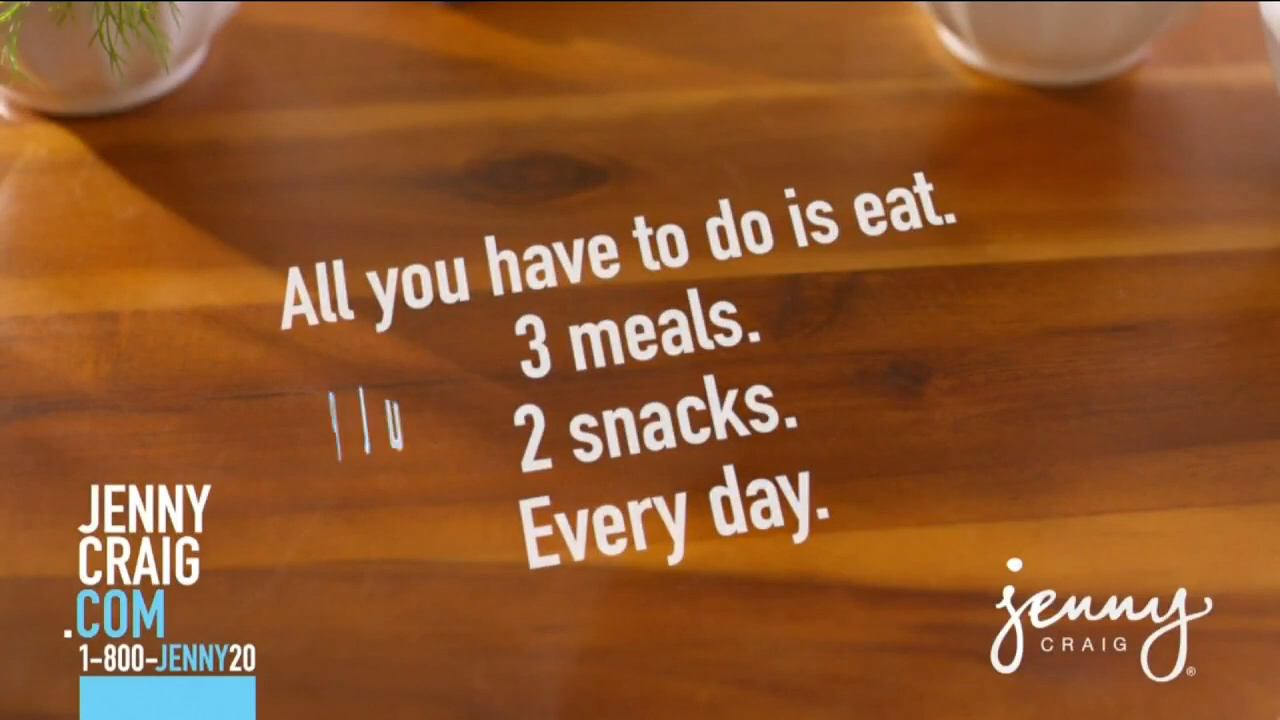 All you have to do is eat.
3 meals.
2 snacks.
Every day.
JENNY
CRAIG
.COM
1-800-JENNY20
jenny
CRAIG
®